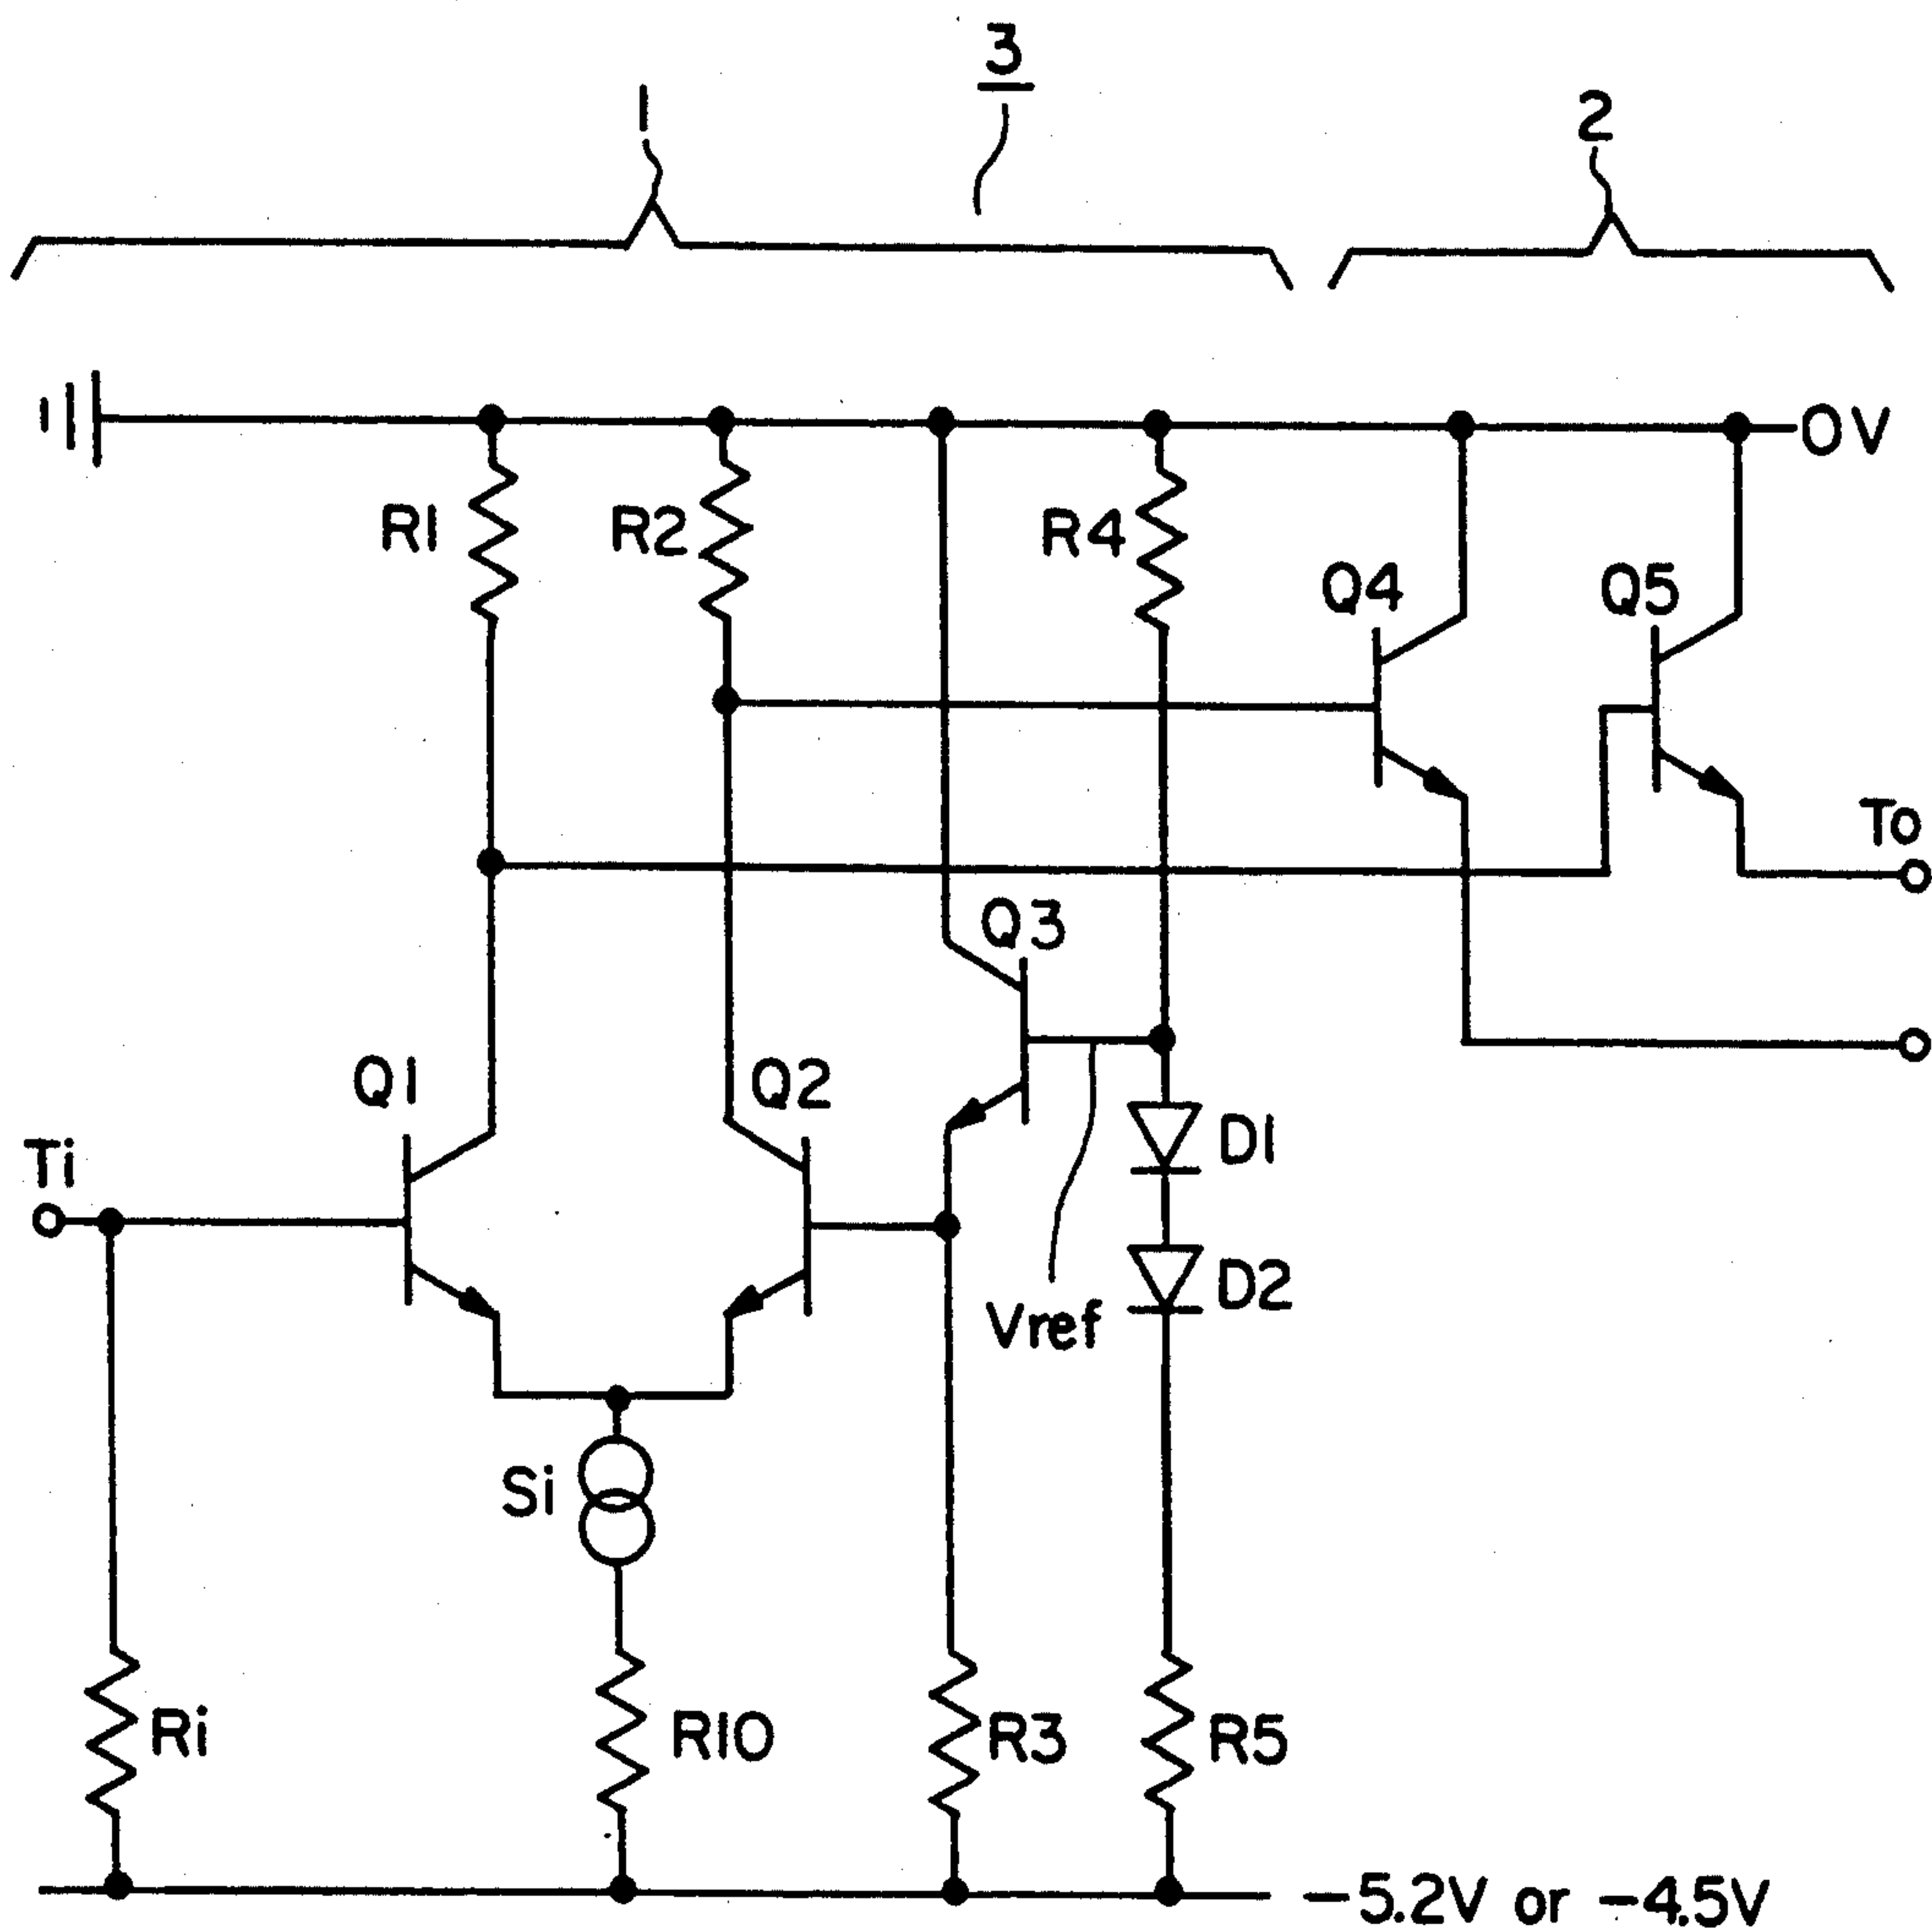 3
1
2
0V
R1
R2
R4
Q4
Q5
To
Q3
Q1
Q2
D1
Ti
D2
Vref
Si
Ri
R10
R3
R5
-5.2V or -4.5V